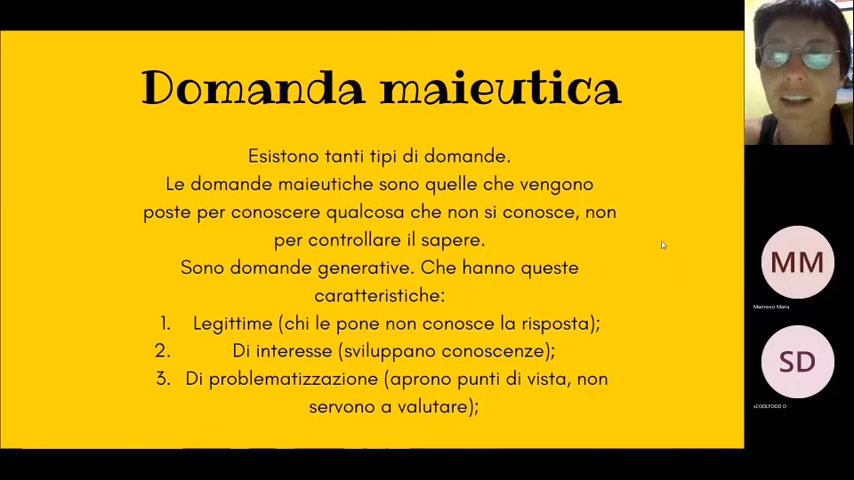 Domanda maieutica
Esistono tanti tipi di domande.
Le domande maieutiche sono quelle che vengono
poste per conoscere qualcosa che non si conosce, non
per controllare il sapere.
Sono domande generative. Che hanno queste
caratteristiche:
1. Legittime (chi le pone non conosce la risposta);
2. Di interesse (sviluppano conoscenze);
3. Di problematizzazione (aprono punti di vista, non
servono a valutare);
MM
Marinucci Maria
SD
sCOOLFOOD D